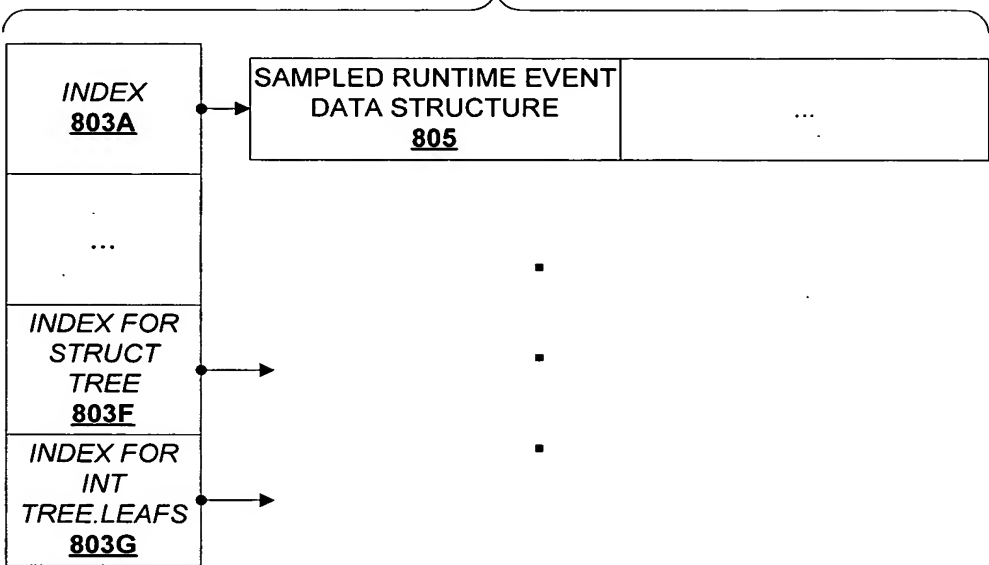 INDEX
803A
SAMPLED RUNTIME EVENT
DATA STRUCTURE
805
...
...
INDEX FOR
STRUCT
TREE
803F
INDEX FOR
INT
TREE.LEAFS
803G